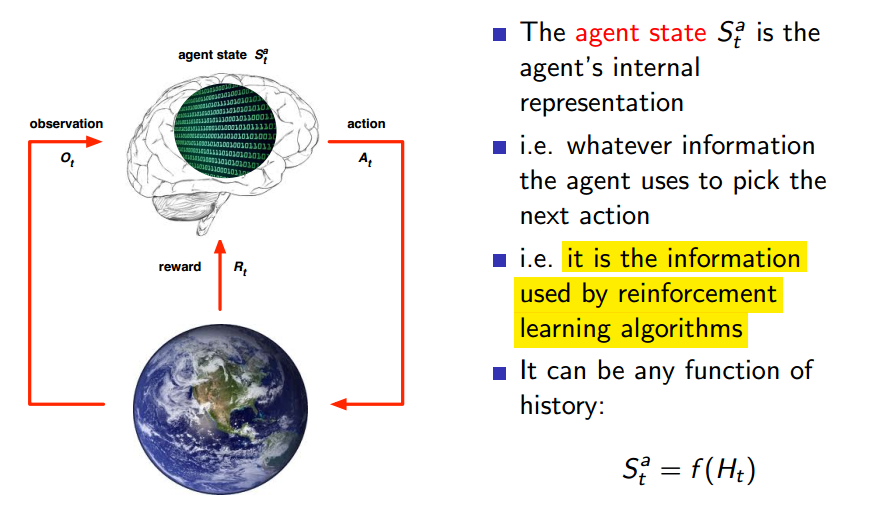 agent state S_t^a
observation
O_t
action
A_t
reward R_t
The agent state S_t^a is the
agent's internal
representation
i.e. whatever information
the agent uses to pick the
next action
i.e. it is the information
used by reinforcement
learning algorithms
It can be any function of
history:
S_t^a = f(H_t)